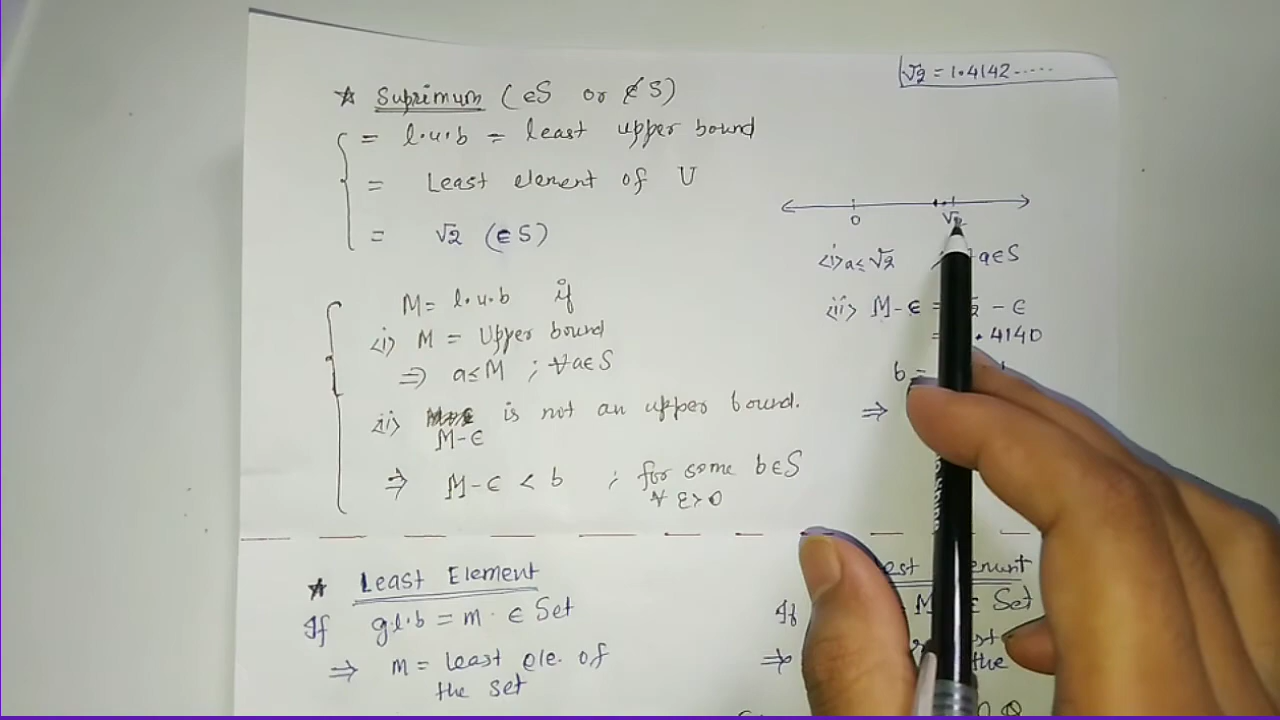 √2 = 1.4142.....
* Suprimum (∈S or ∉S)
= l.u.b = least upper bound
= Least element of U
= √2 (∈S)
0 √2
<i> a ≤ √2 ; ∀ a∈S
<ii> M-ϵ = √2 - ϵ
.4140
b =
⇒
M = l.u.b if
<i> M = Upper bound
⇒ a ≤ M ; ∀a∈S
<ii> is not an upper bound.
M-ϵ
⇒ M-ϵ < b ; for some b∈S
∀ ε>0
* Least Element
If g.l.b = m. ∈ Set
⇒ m = Least ele. of
the set
If M ∈ Set
⇒
the